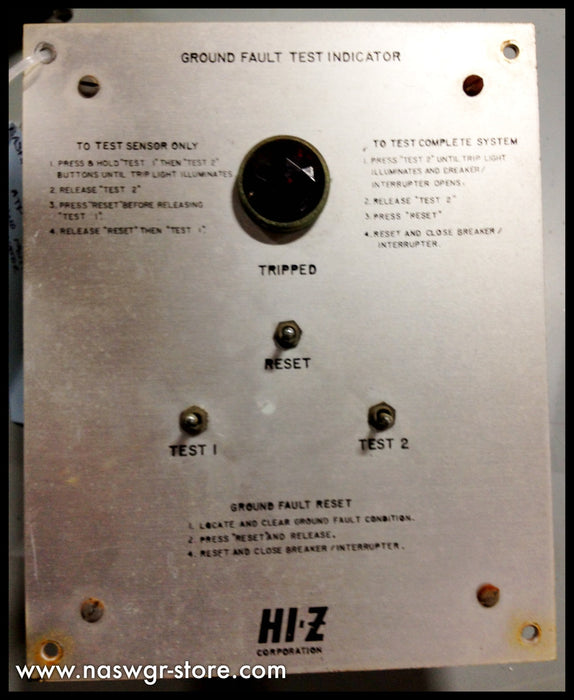 GROUND FAULT TEST INDICATOR
TO TEST SENSOR ONLY
1. PRESS & HOLD "TEST 1" THEN "TEST 2"
BUTTONS UNTIL TRIP LIGHT ILLUMINATES.
2. RELEASE "TEST 2"
3. PRESS "RESET" BEFORE RELEASING
"TEST 1".
4. RELEASE "RESET" THEN "TEST 1".
TO TEST COMPLETE SYSTEM
1. PRESS "TEST 2" UNTIL TRIP LIGHT
ILLUMINATES AND BREAKER/
INTERRUPTER OPENS.
2. RELEASE "TEST 2"
3. PRESS "RESET"
4. RESET AND CLOSE BREAKER/
INTERRUPTER.
TRIPPED
RESET
TEST 1
TEST 2
GROUND FAULT RESET
1. LOCATE AND CLEAR GROUND FAULT CONDITION.
2. PRESS "RESET" AND RELEASE.
4. RESET AND CLOSE BREAKER/INTERRUPTER.
HI-Z
CORPORATION
www.naswgr-store.com